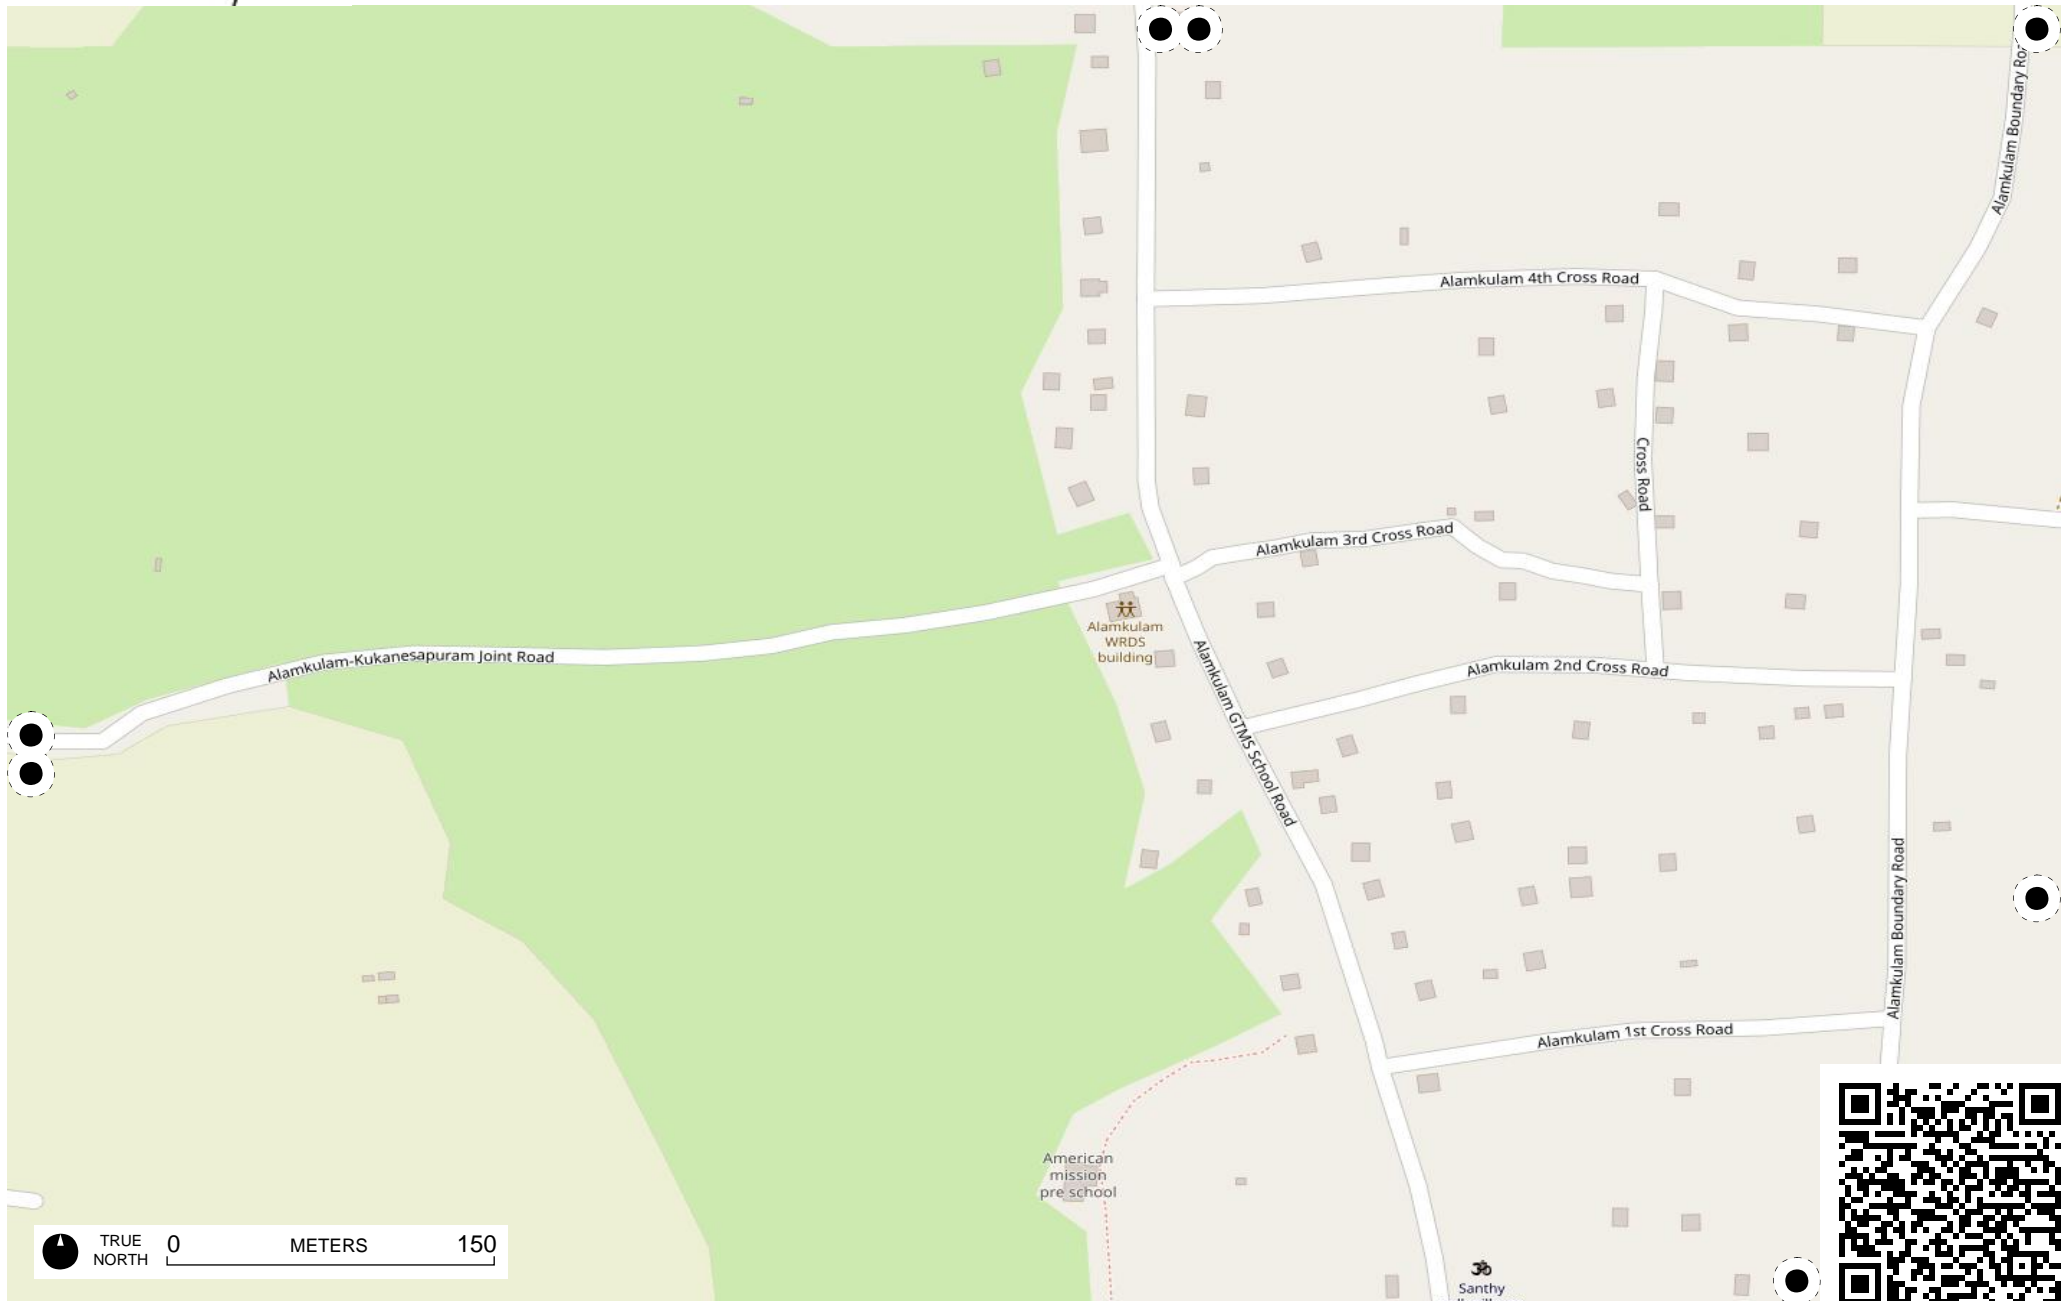 Alamkulam Boundary Road
Alamkulam 4th Cross Road
Cross Road
Alamkulam 3rd Cross Road
Alamkulam
WRDS
building
Alamkulam-Kukanesapuram Joint Road
Alamkulam GTMS School Road
Alamkulam 2nd Cross Road
Alamkulam Boundary Road
Alamkulam 1st Cross Road
American
mission
pre school
TRUE
NORTH
0 METERS 150
Santhy